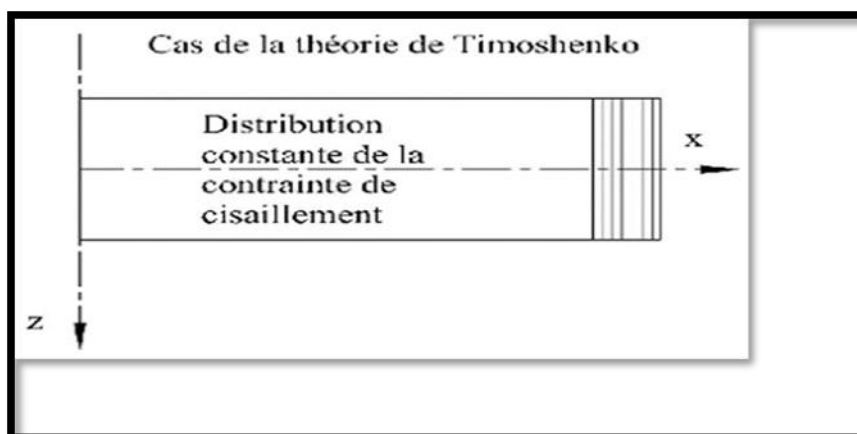 Cas de la théorie de Timoshenko
Distribution
constante de la
contrainte de
cisaillement
x
z